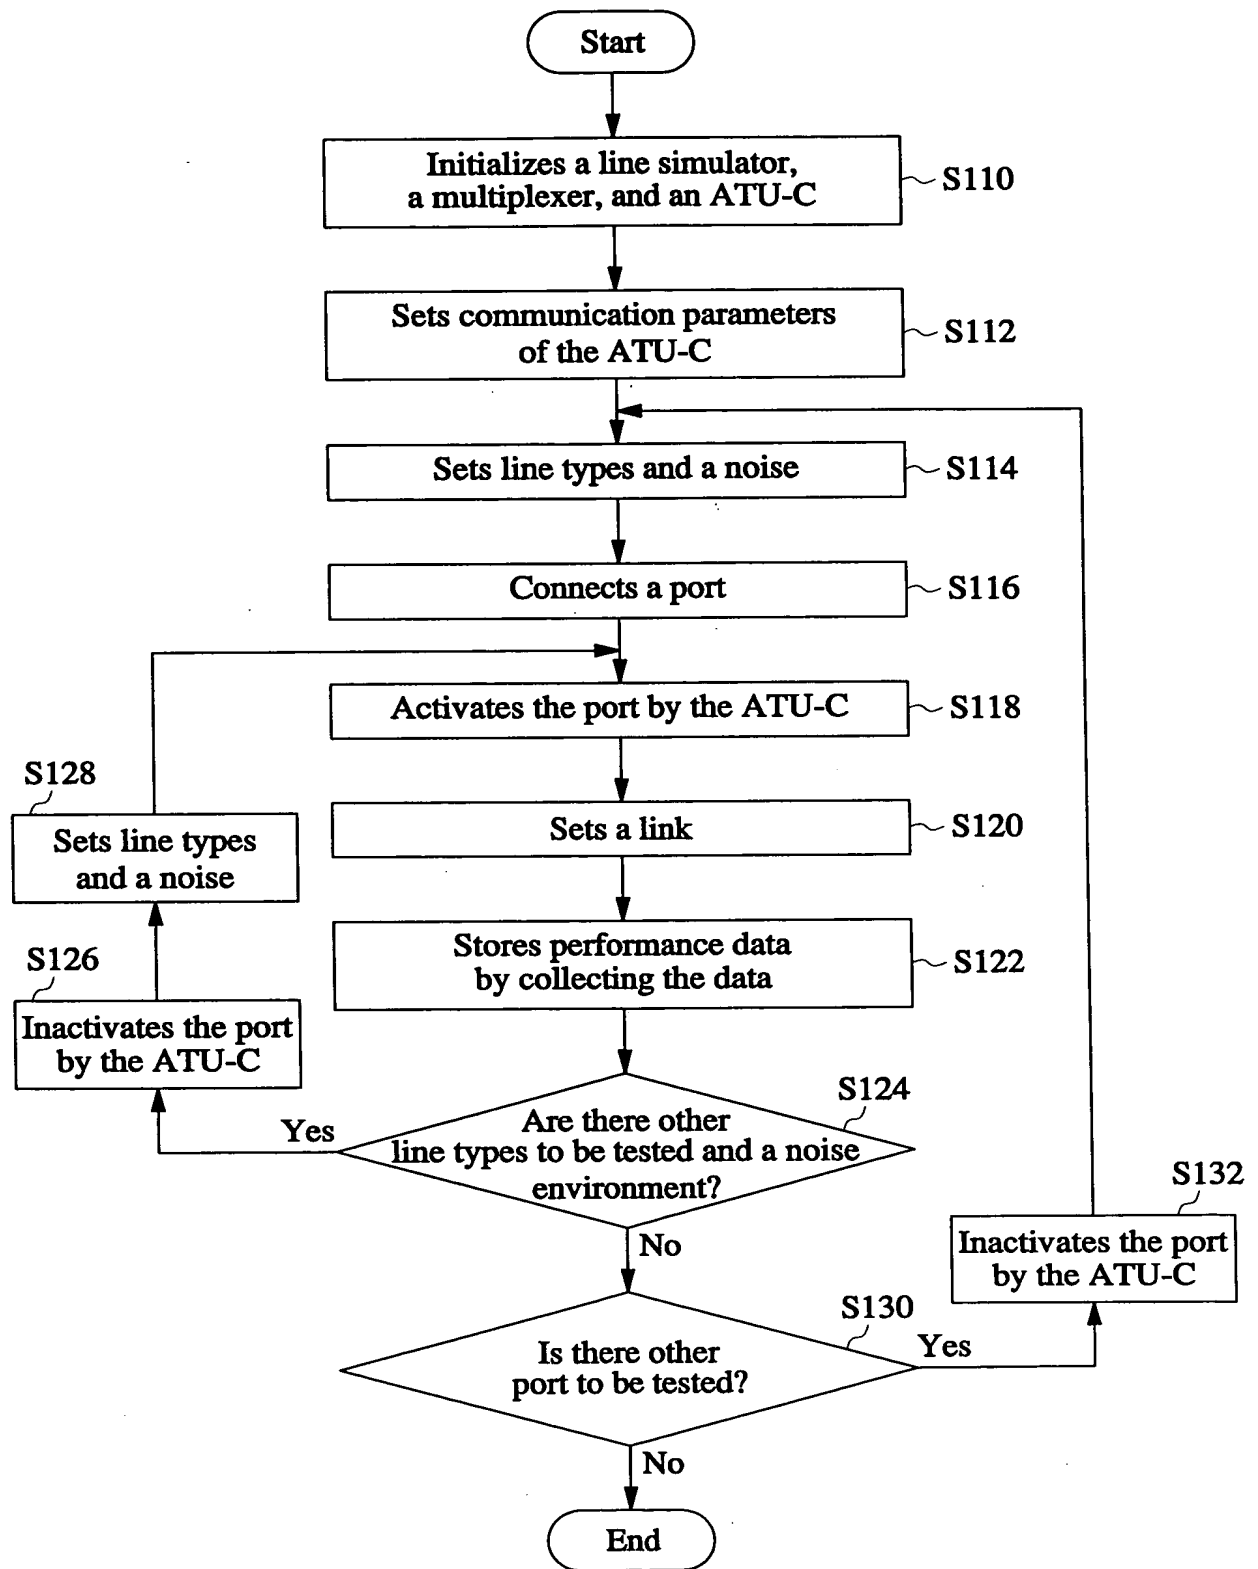 Start
Initializes a line simulator,
a multiplexer, and an ATU-C
S110
Sets communication parameters
of the ATU-C
S112
Sets line types and a noise
S114
Connects a port
S116
Activates the port by the ATU-C
S118
S128
Sets line types
and a noise
Sets a link
S120
Stores performance data
by collecting the data
S122
S126
Inactivates the port
by the ATU-C
S124
Are there other
line types to be tested and a noise
environment?
Yes
No
S132
Inactivates the port
by the ATU-C
S130
Is there other
port to be tested?
Yes
No
End